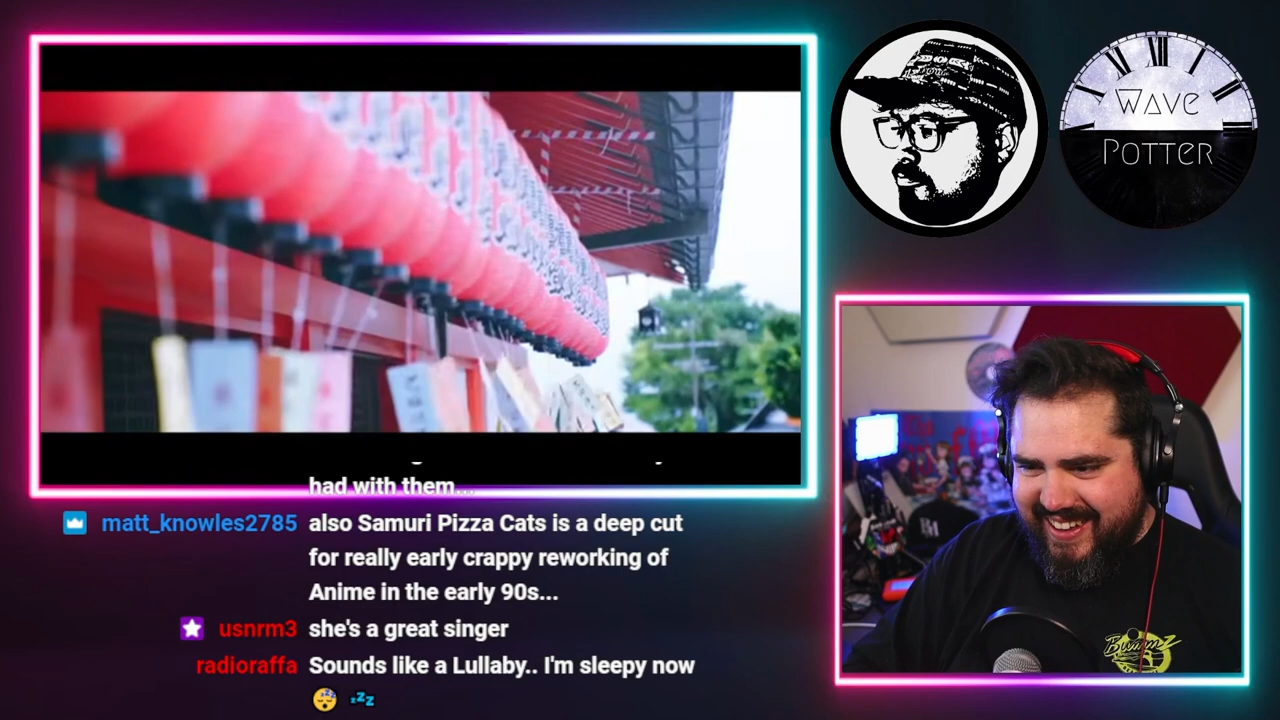 WAVE
POTTER
had with them...
matt_knowles2785 also Samuri Pizza Cats is a deep cut
for really early crappy reworking of
Anime in the early 90s...
usnrm3 she's a great singer
radioraffa Sounds like a Lullaby.. I'm sleepy now